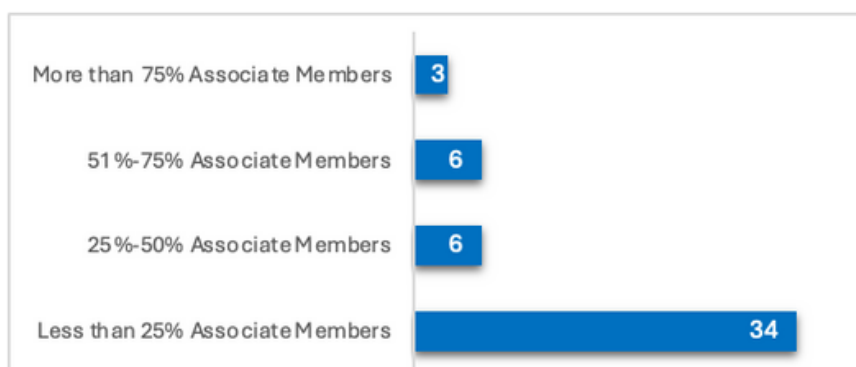 More than 75% Associate Members 3
51%-75% Associate Members 6
25%-50% Associate Members 6
Less than 25% Associate Members 34